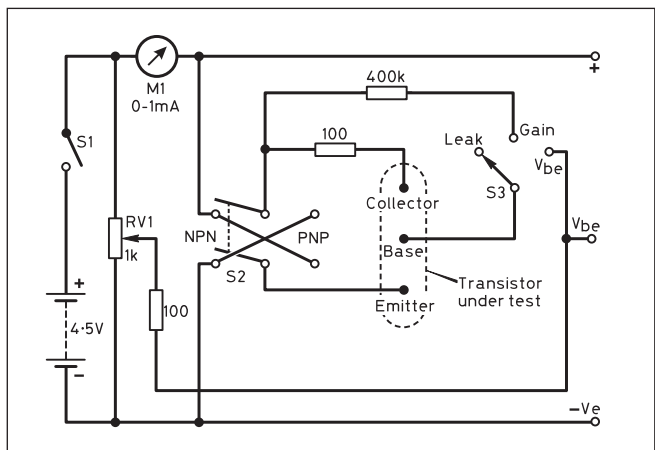 M1
0-1mA
+
400k
S1
100
Gain
Leak
Vbe
S3
Collector
RV1
1k
NPN
PNP
S2
Base
Vbe
Emitter
Transistor
under test
+
4·5V
−
100
−Ve